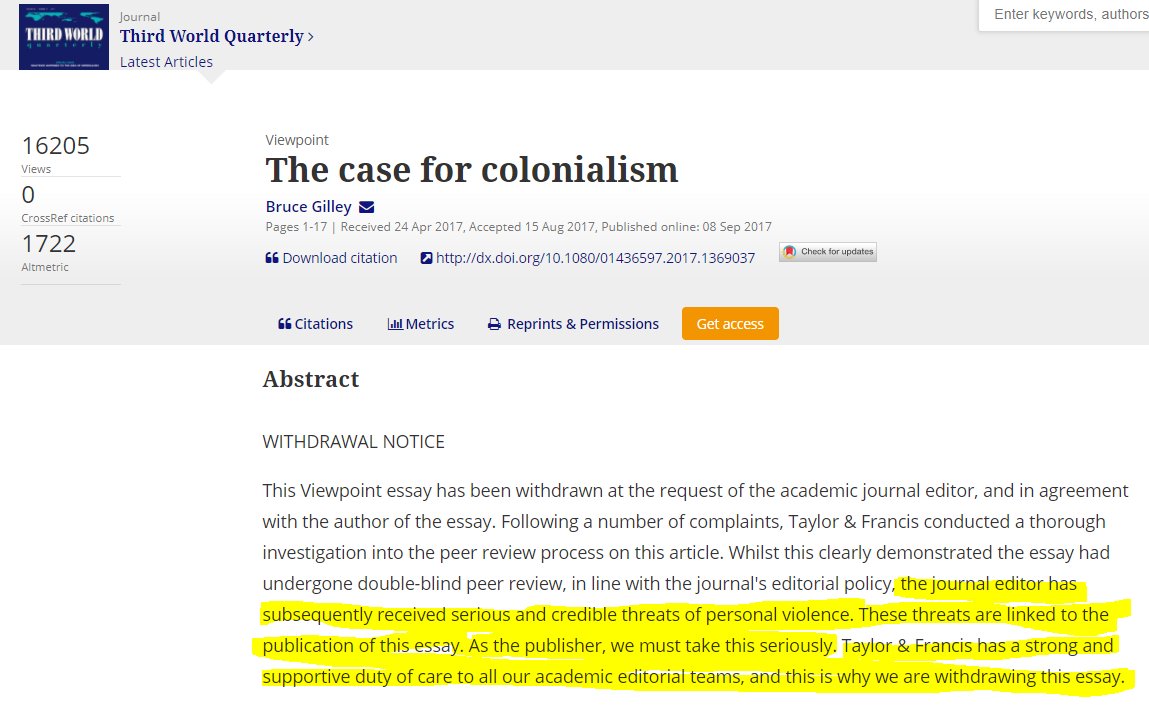 Enter keywords, authors
Journal
THIRD WORLD
quarterly
Third World Quarterly >
Latest Articles
16205
Views
0
CrossRef citations
1722
Altmetric
Viewpoint
The case for colonialism
Bruce Gilley
Pages 1-17 | Received 24 Apr 2017, Accepted 15 Aug 2017, Published online: 08 Sep 2017
Download citation
http://dx.doi.org/10.1080/01436597.2017.1369037
Check for updates
Citations
Metrics
Reprints & Permissions
Get access
Abstract
WITHDRAWAL NOTICE
This Viewpoint essay has been withdrawn at the request of the academic journal editor, and in agreement
with the author of the essay. Following a number of complaints, Taylor & Francis conducted a thorough
investigation into the peer review process on this article. Whilst this clearly demonstrated the essay had
undergone double-blind peer review, in line with the journal's editorial policy, the journal editor has
subsequently received serious and credible threats of personal violence. These threats are linked to the
publication of this essay. As the publisher, we must take this seriously. Taylor & Francis has a strong and
supportive duty of care to all our academic editorial teams, and this is why we are withdrawing this essay.